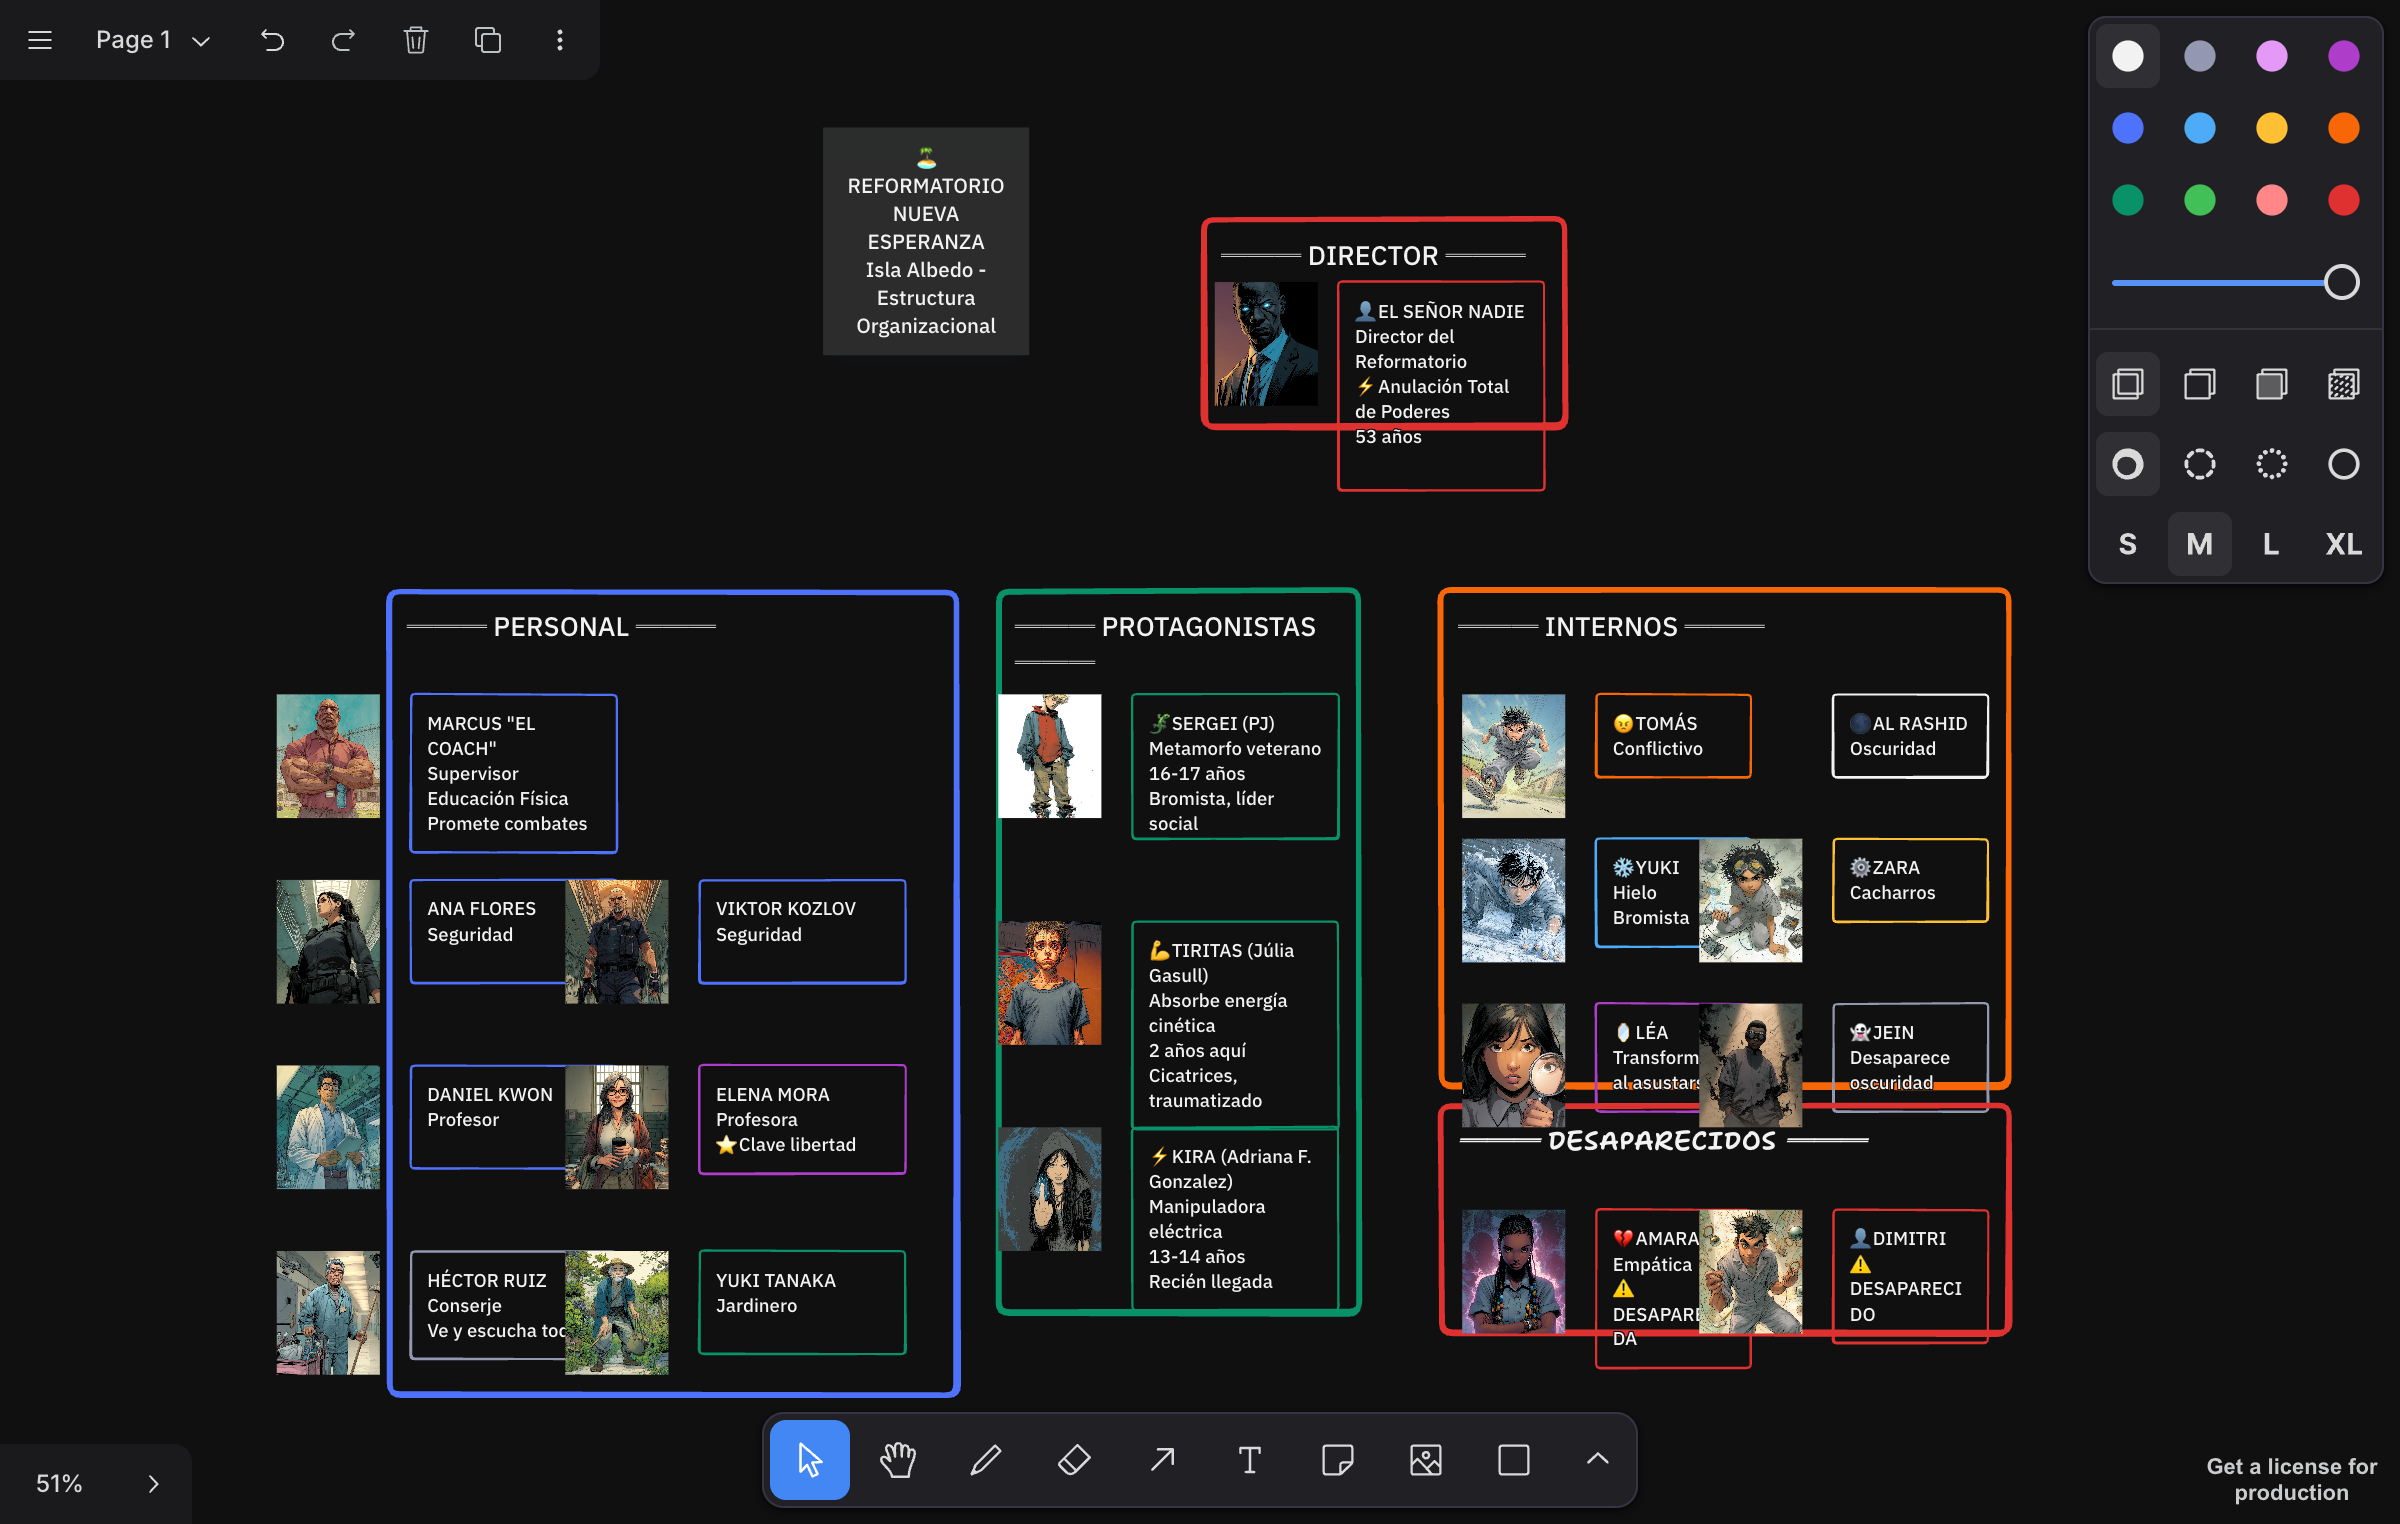 Page 1
🏝️
REFORMATORIO
NUEVA
ESPERANZA
Isla Albedo -
Estructura
Organizacional
═════ DIRECTOR ═════
👤EL SEÑOR NADIE
Director del
Reformatorio
⚡Anulación Total
de Poderes
53 años
═════ PERSONAL ═════
MARCUS "EL
COACH"
Supervisor
Educación Física
Promete combates
ANA FLORES
Seguridad
VIKTOR KOZLOV
Seguridad
DANIEL KWON
Profesor
ELENA MORA
Profesora
⭐Clave libertad
HÉCTOR RUIZ
Conserje
Ve y escucha
YUKI TANAKA
Jardinero
═════ PROTAGONISTAS
═════
🦎SERGEI (PJ)
Metamorfo veterano
16-17 años
Bromista, líder
social
💪TIRITAS (Júlia
Gasull)
Absorbe energía
cinética
2 años aquí
Cicatrices,
traumatizado
⚡KIRA (Adriana F.
Gonzalez)
Manipuladora
eléctrica
13-14 años
Recién llegada
═════ INTERNOS ═════
😠TOMÁS
Conflictivo
🌑AL RASHID
Oscuridad
❄️YUKI
Hielo
Bromista
⚙️ZARA
Cacharros
🪞LÉA
Transform
al asustars
👻JEIN
Desaparece
oscuridad
═════ DESAPARECIDOS ═════
💔AMARA
Empática
⚠️
DESAPARE
DA
👤DIMITRI
⚠️
DESAPARECI
DO
S M L XL
51%
Get a license for
production